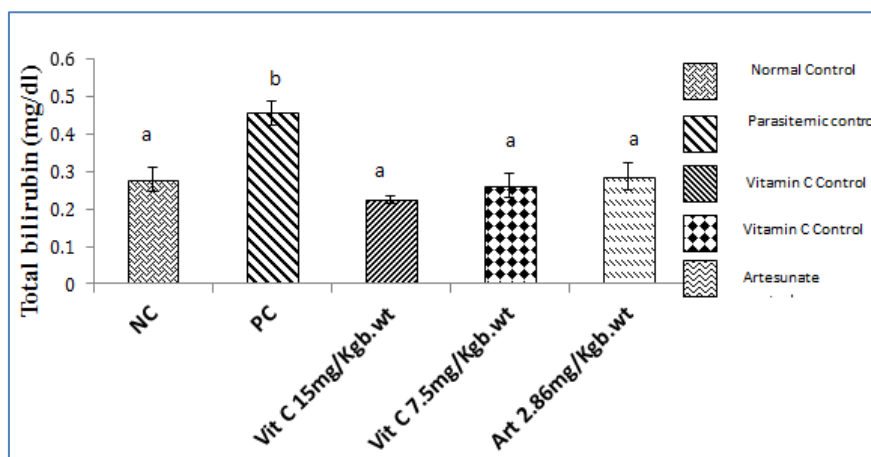 Total bilirubin (mg/dl)
0.6
0.5
0.4
0.3
0.2
0.1
0
a
b
a
a
a
NC
PC
Vit C 15mg/Kgb.wt
Vit C 7.5mg/Kgb.wt
Art 2.86mg/Kgb.wt
Normal Control
Parasitemic contro
Vitamin C Control
Vitamin C Control
Artesunate